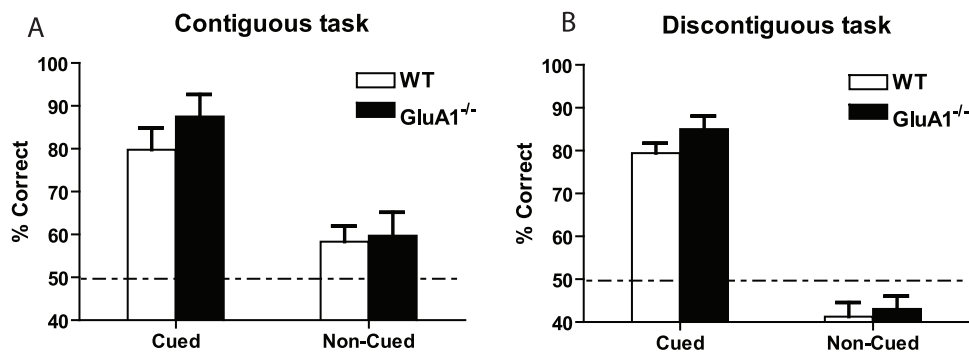 A
Contiguous task
100
90
80
70
60
50
40
% Correct
WT
GluA1-/-
Cued
Non-Cued
B
Discontiguous task
100
90
80
70
60
50
40
% Correct
WT
GluA1-/-
Cued
Non-Cued